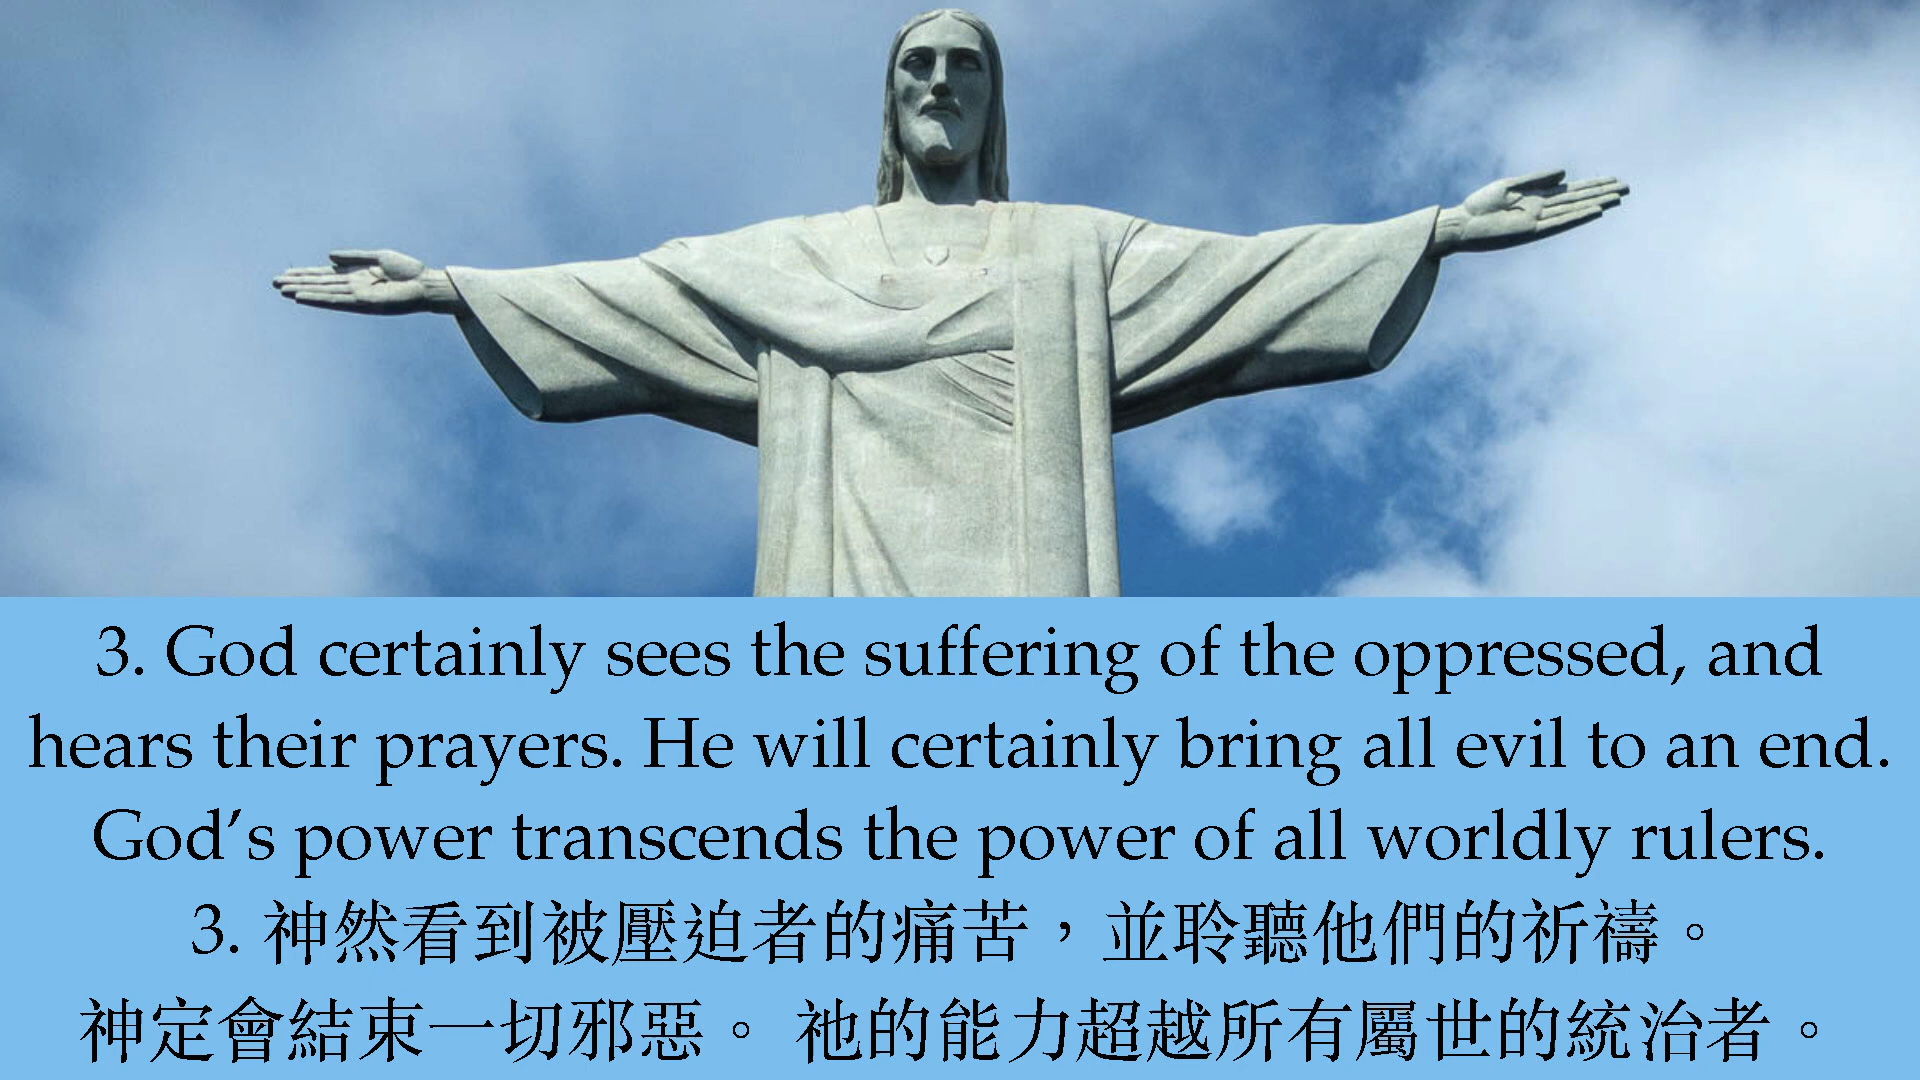 3. God certainly sees the suffering of the oppressed, and
hears their prayers. He will certainly bring all evil to an end.
God’s power transcends the power of all worldly rulers.
3. 神然看到被壓迫者的痛苦，並聆聽他們的祈禱。
神定會結束一切邪惡。 祂的能力超越所有屬世的統治者。